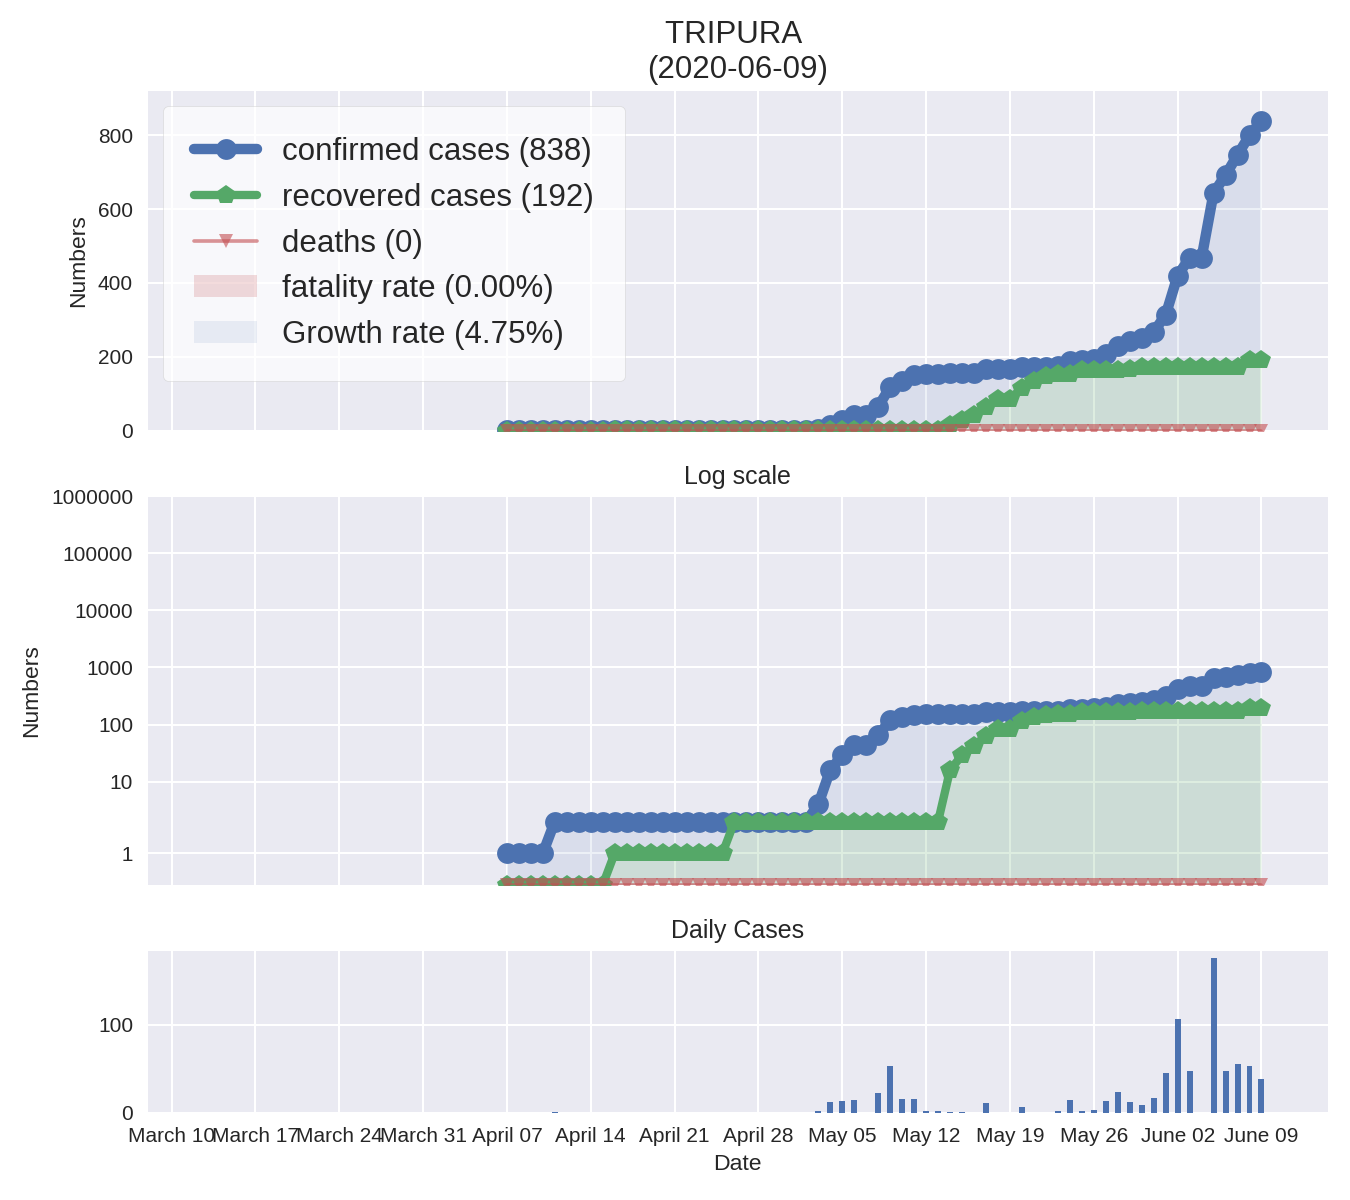 TRIPURA
(2020-06-09)
confirmed cases (838)
recovered cases (192)
deaths (0)
fatality rate (0.00%)
Growth rate (4.75%)
Numbers
800
600
400
200
0
Log scale
Numbers
1000000
100000
10000
1000
100
10
1
Daily Cases
100
0
March 10 March 17 March 24 March 31 April 07 April 14 April 21 April 28 May 05 May 12 May 19 May 26 June 02 June 09
Date